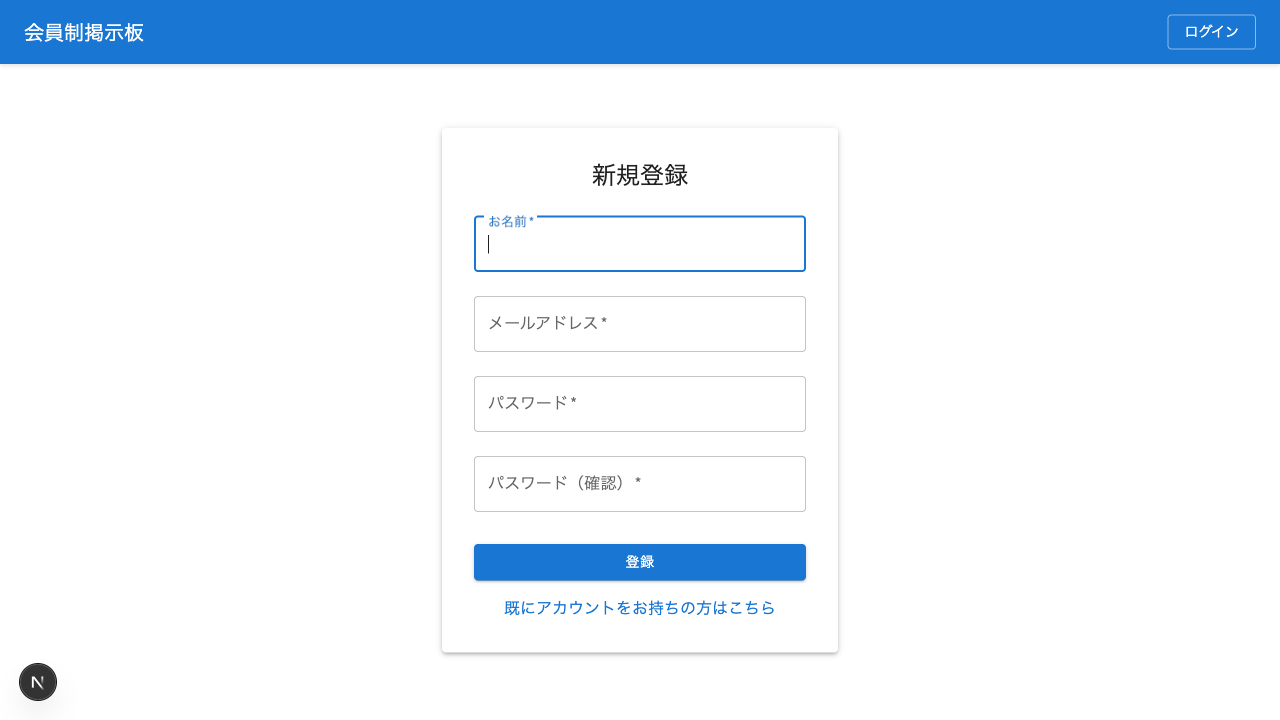 会員制掲示板
ログイン
新規登録
お名前 *
メールアドレス *
パスワード *
パスワード（確認） *
登録
既にアカウントをお持ちの方はこちら
N